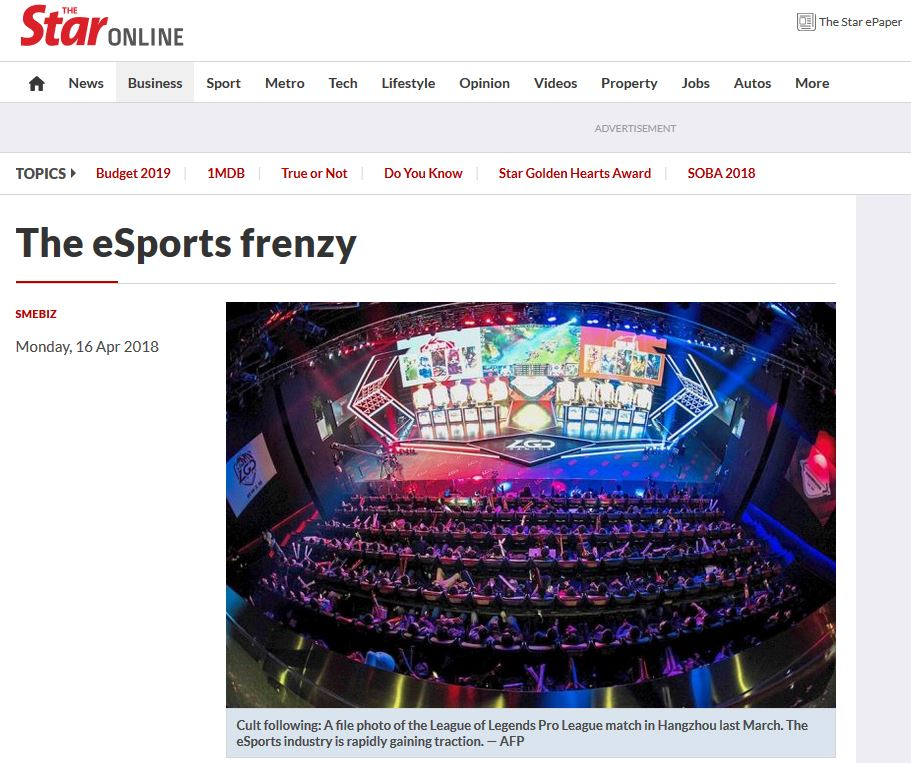 THE
Star ONLINE
The Star ePaper
News Business Sport Metro Tech Lifestyle Opinion Videos Property Jobs Autos More
ADVERTISEMENT
TOPICS Budget 2019 1MDB True or Not Do You Know Star Golden Hearts Award SOBA 2018
The eSports frenzy
SMEBIZ
Monday, 16 Apr 2018
LGD
LGD
Cult following: A file photo of the League of Legends Pro League match in Hangzhou last March. The
eSports industry is rapidly gaining traction. — AFP